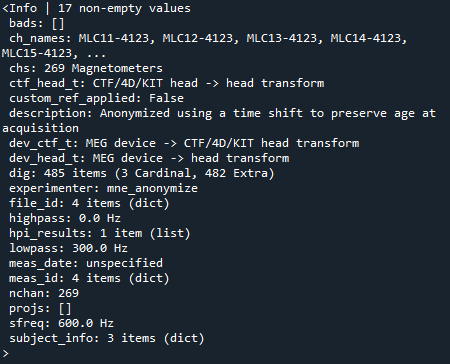 <Info | 17 non-empty values
bads: []
ch_names: MLC11-4123, MLC12-4123, MLC13-4123, MLC14-4123,
MLC15-4123, ...
chs: 269 Magnetometers
ctf_head_t: CTF/4D/KIT head -> head transform
custom_ref_applied: False
description: Anonymized using a time shift to preserve age at
acquisition
dev_ctf_t: MEG device -> CTF/4D/KIT head transform
dev_head_t: MEG device -> head transform
dig: 485 items (3 Cardinal, 482 Extra)
experimenter: mne_anonymize
file_id: 4 items (dict)
highpass: 0.0 Hz
hpi_results: 1 item (list)
lowpass: 300.0 Hz
meas_date: unspecified
meas_id: 4 items (dict)
nchan: 269
projs: []
sfreq: 600.0 Hz
subject_info: 3 items (dict)
>